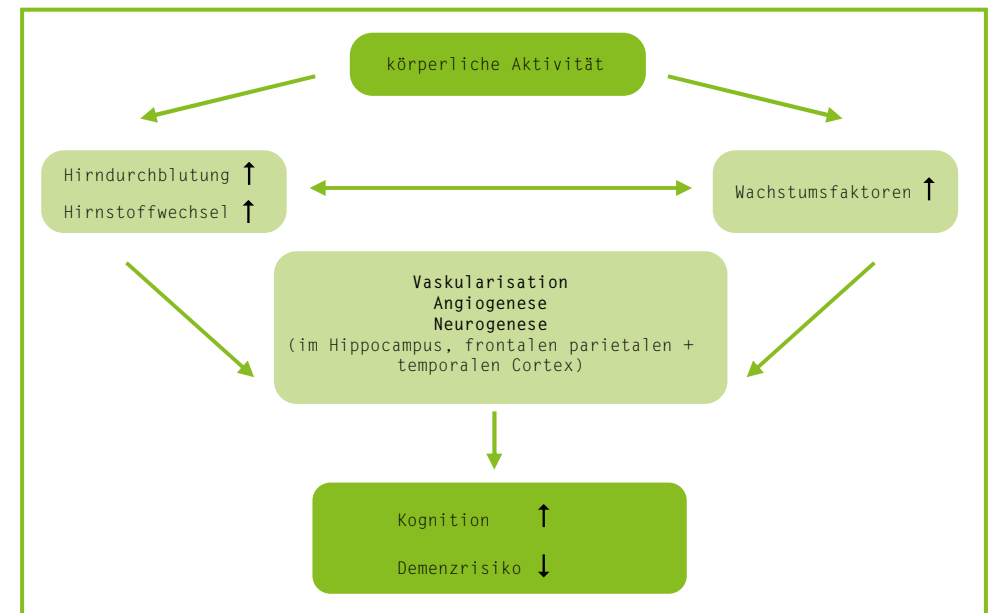 körperliche Aktivität
Hirndurchblutung ↑
Hirnstoffwechsel ↑
Wachstumsfaktoren ↑
Vaskularisation
Angiogenese
Neurogenese
(im Hippocampus, frontalen parietalen +
temporalen Cortex)
Kognition ↑
Demenzrisiko ↓